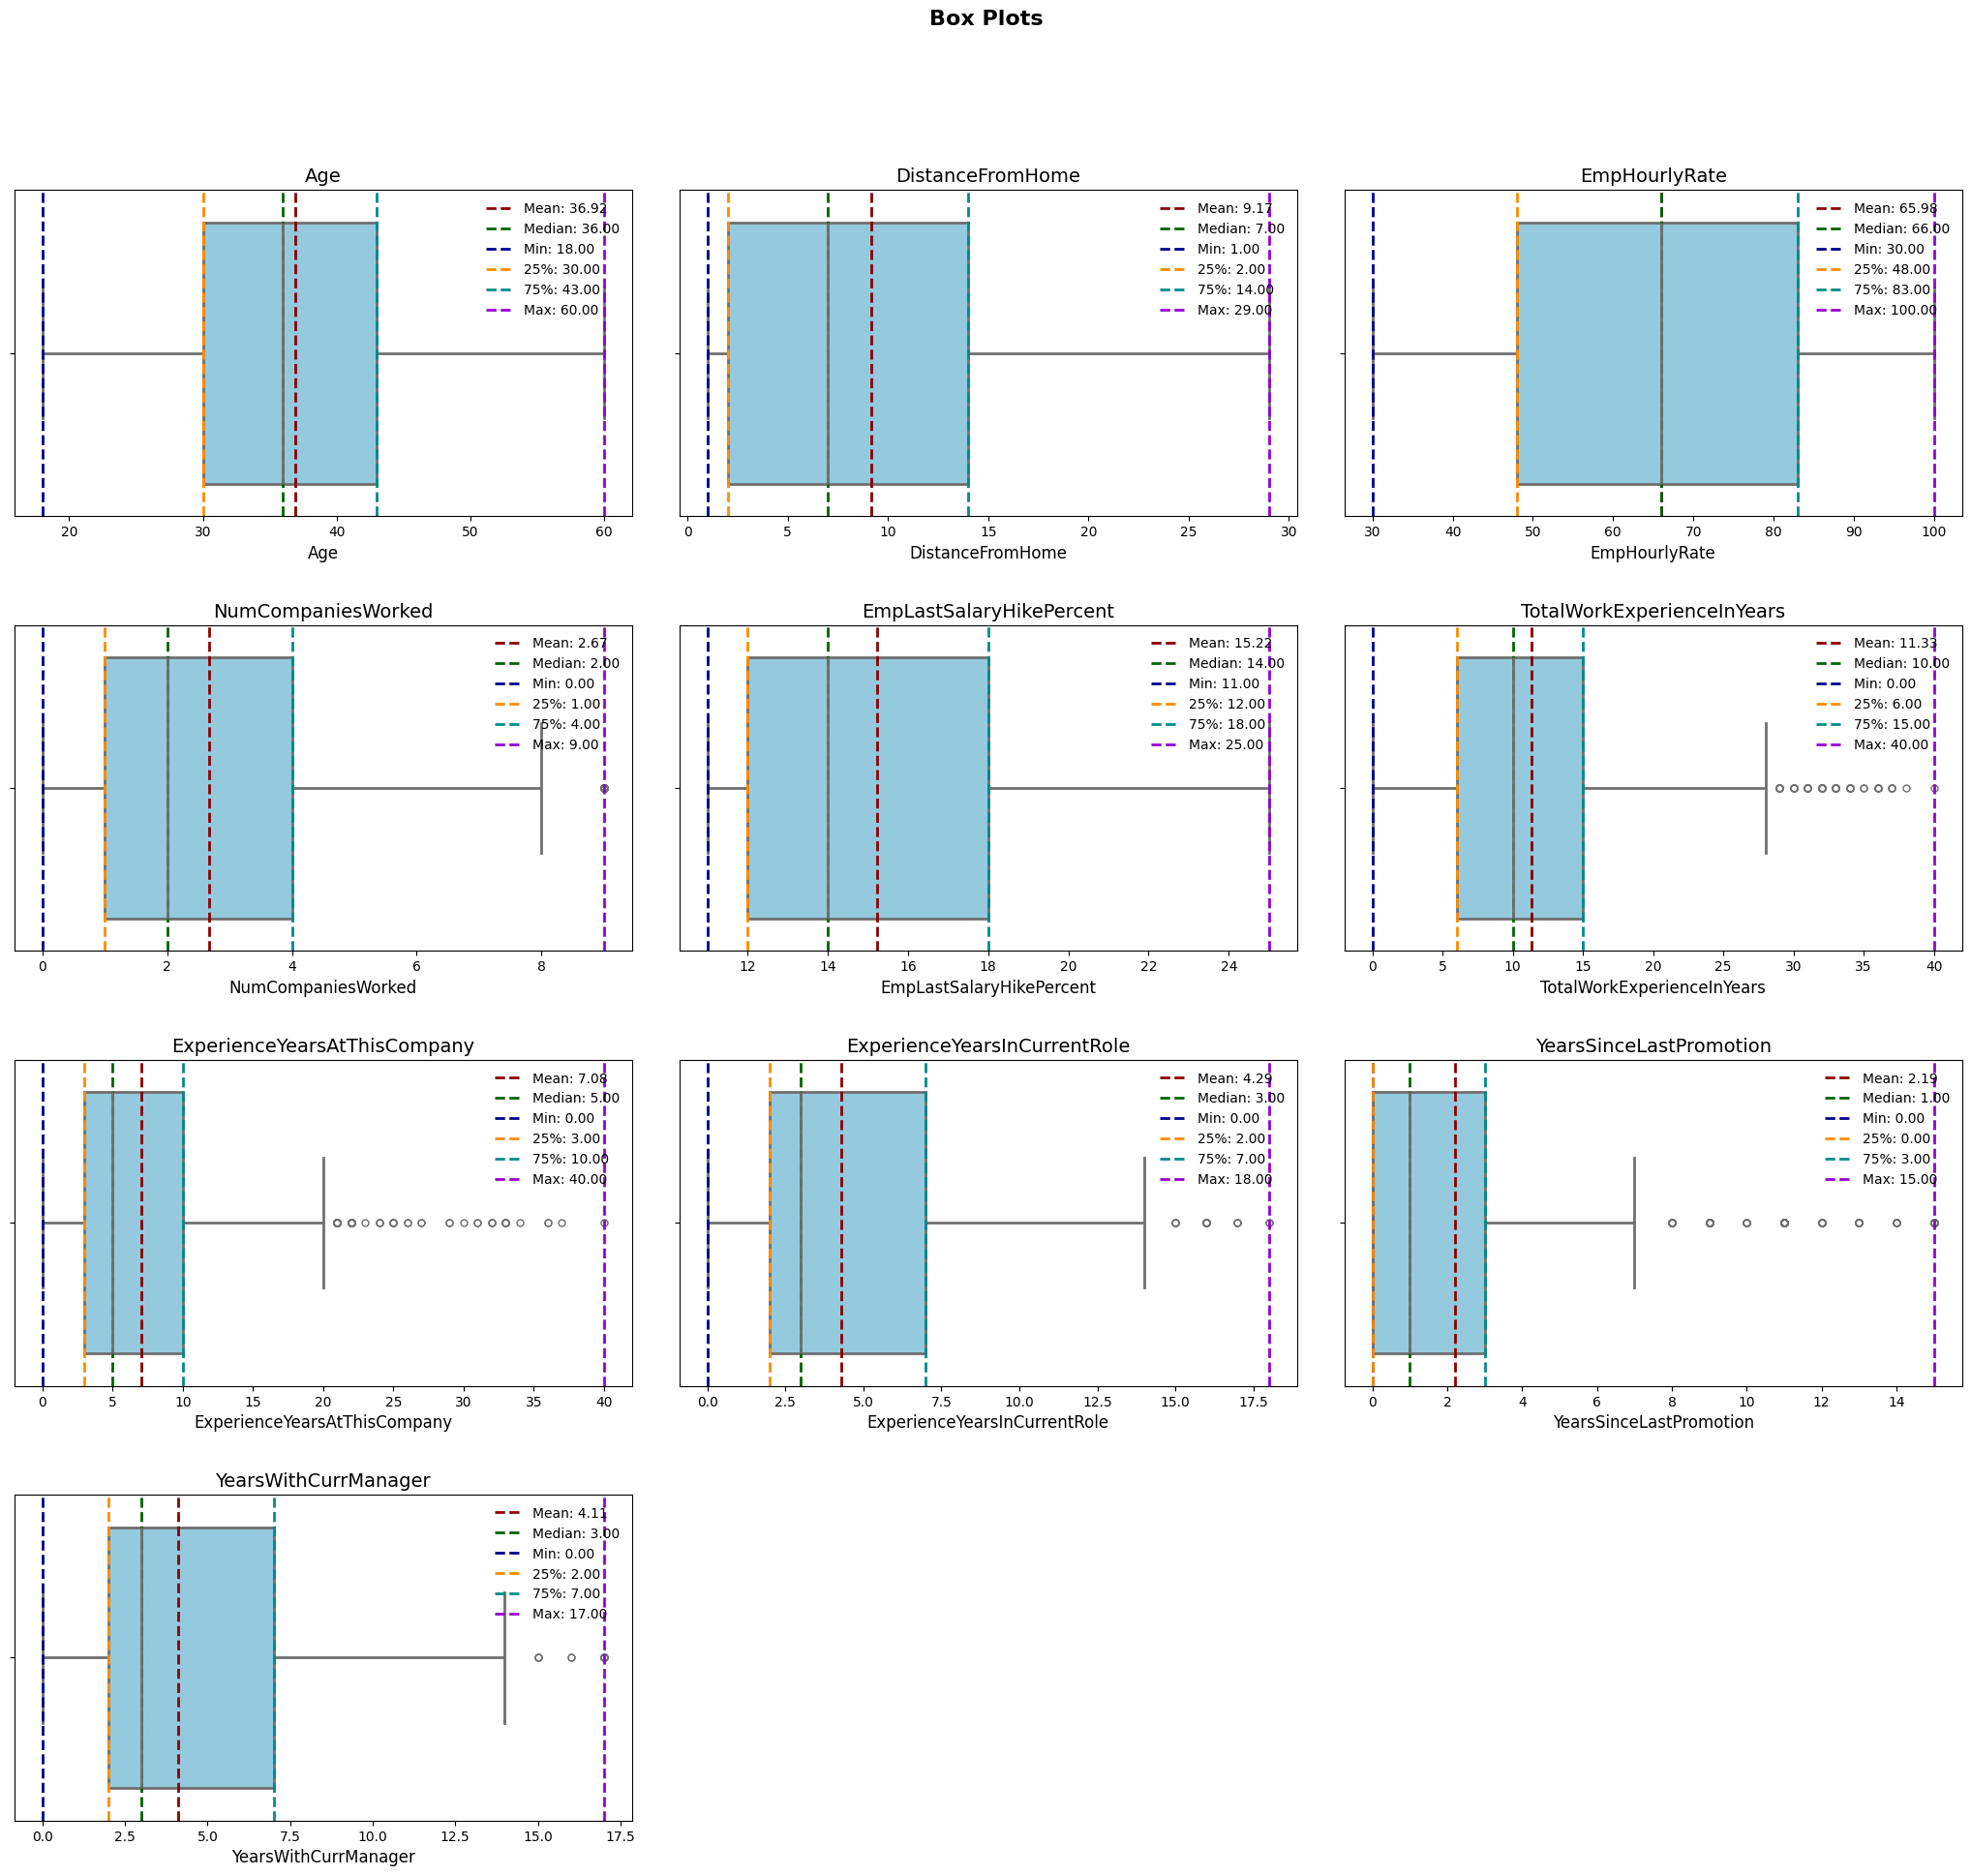 Box Plots
Age
Mean: 36.92
Median: 36.00
Min: 18.00
25%: 30.00
75%: 43.00
Max: 60.00
20 30 40 50 60
Age
DistanceFromHome
Mean: 9.17
Median: 7.00
Min: 1.00
25%: 2.00
75%: 14.00
Max: 29.00
0 5 10 15 20 25 30
DistanceFromHome
EmpHourlyRate
Mean: 65.98
Median: 66.00
Min: 30.00
25%: 48.00
75%: 83.00
Max: 100.00
30 40 50 60 70 80 90 100
EmpHourlyRate
NumCompaniesWorked
Mean: 2.67
Median: 2.00
Min: 0.00
25%: 1.00
75%: 4.00
Max: 9.00
0 2 4 6 8
NumCompaniesWorked
EmpLastSalaryHikePercent
Mean: 15.22
Median: 14.00
Min: 11.00
25%: 12.00
75%: 18.00
Max: 25.00
12 14 16 18 20 22 24
EmpLastSalaryHikePercent
TotalWorkExperienceInYears
Mean: 11.33
Median: 10.00
Min: 0.00
25%: 6.00
75%: 15.00
Max: 40.00
0 5 10 15 20 25 30 35 40
TotalWorkExperienceInYears
ExperienceYearsAtThisCompany
Mean: 7.08
Median: 5.00
Min: 0.00
25%: 3.00
75%: 10.00
Max: 40.00
0 5 10 15 20 25 30 35 40
ExperienceYearsAtThisCompany
ExperienceYearsInCurrentRole
Mean: 4.29
Median: 3.00
Min: 0.00
25%: 2.00
75%: 7.00
Max: 18.00
0.0 2.5 5.0 7.5 10.0 12.5 15.0 17.5
ExperienceYearsInCurrentRole
YearsSinceLastPromotion
Mean: 2.19
Median: 1.00
Min: 0.00
25%: 0.00
75%: 3.00
Max: 15.00
0 2 4 6 8 10 12 14
YearsSinceLastPromotion
YearsWithCurrManager
Mean: 4.11
Median: 3.00
Min: 0.00
25%: 2.00
75%: 7.00
Max: 17.00
0.0 2.5 5.0 7.5 10.0 12.5 15.0 17.5
YearsWithCurrManager